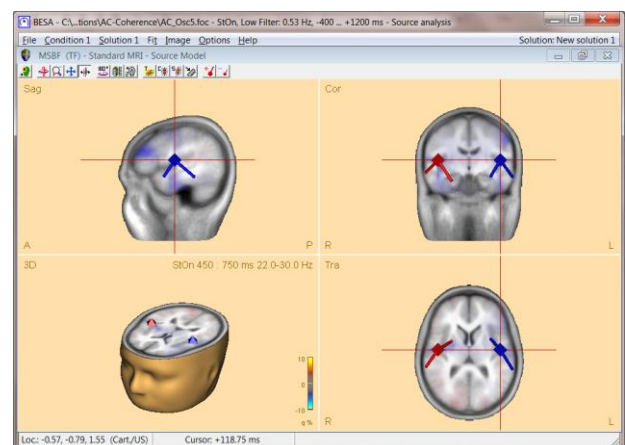 BESA - C:\...tions\AC-Coherence\AC_Osc5.foc - StOn, Low Filter: 0.53 Hz, -400 ... +1200 ms - Source analysis
File Condition 1 Solution 1 Fit Image Options Help Solution: New solution 1
MSBF (TF) - Standard MRI - Source Model
Sag
Cor
A P R L
3D StOn 450 : 750 ms 22.0-30.0 Hz Tra
10
0
-10
q %
R L
Loc.: -0.57, -0.79, 1.55 (Cart./US) Cursor: +118.75 ms